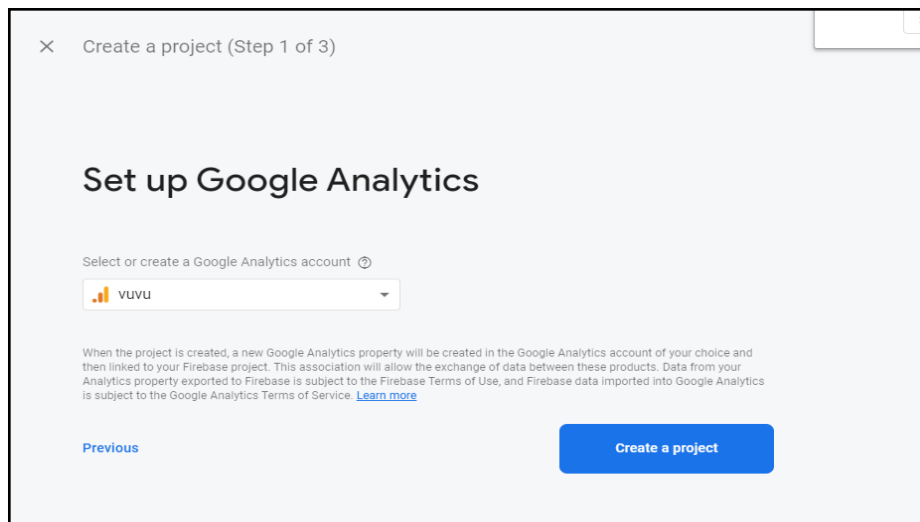 Create a project (Step 1 of 3)
Set up Google Analytics
Select or create a Google Analytics account
vuvu
When the project is created, a new Google Analytics property will be created in the Google Analytics account of your choice and
then linked to your Firebase project. This association will allow the exchange of data between these products. Data from your
Analytics property exported to Firebase is subject to the Firebase Terms of Use, and Firebase data imported into Google Analytics
is subject to the Google Analytics Terms of Service. Learn more
Previous
Create a project